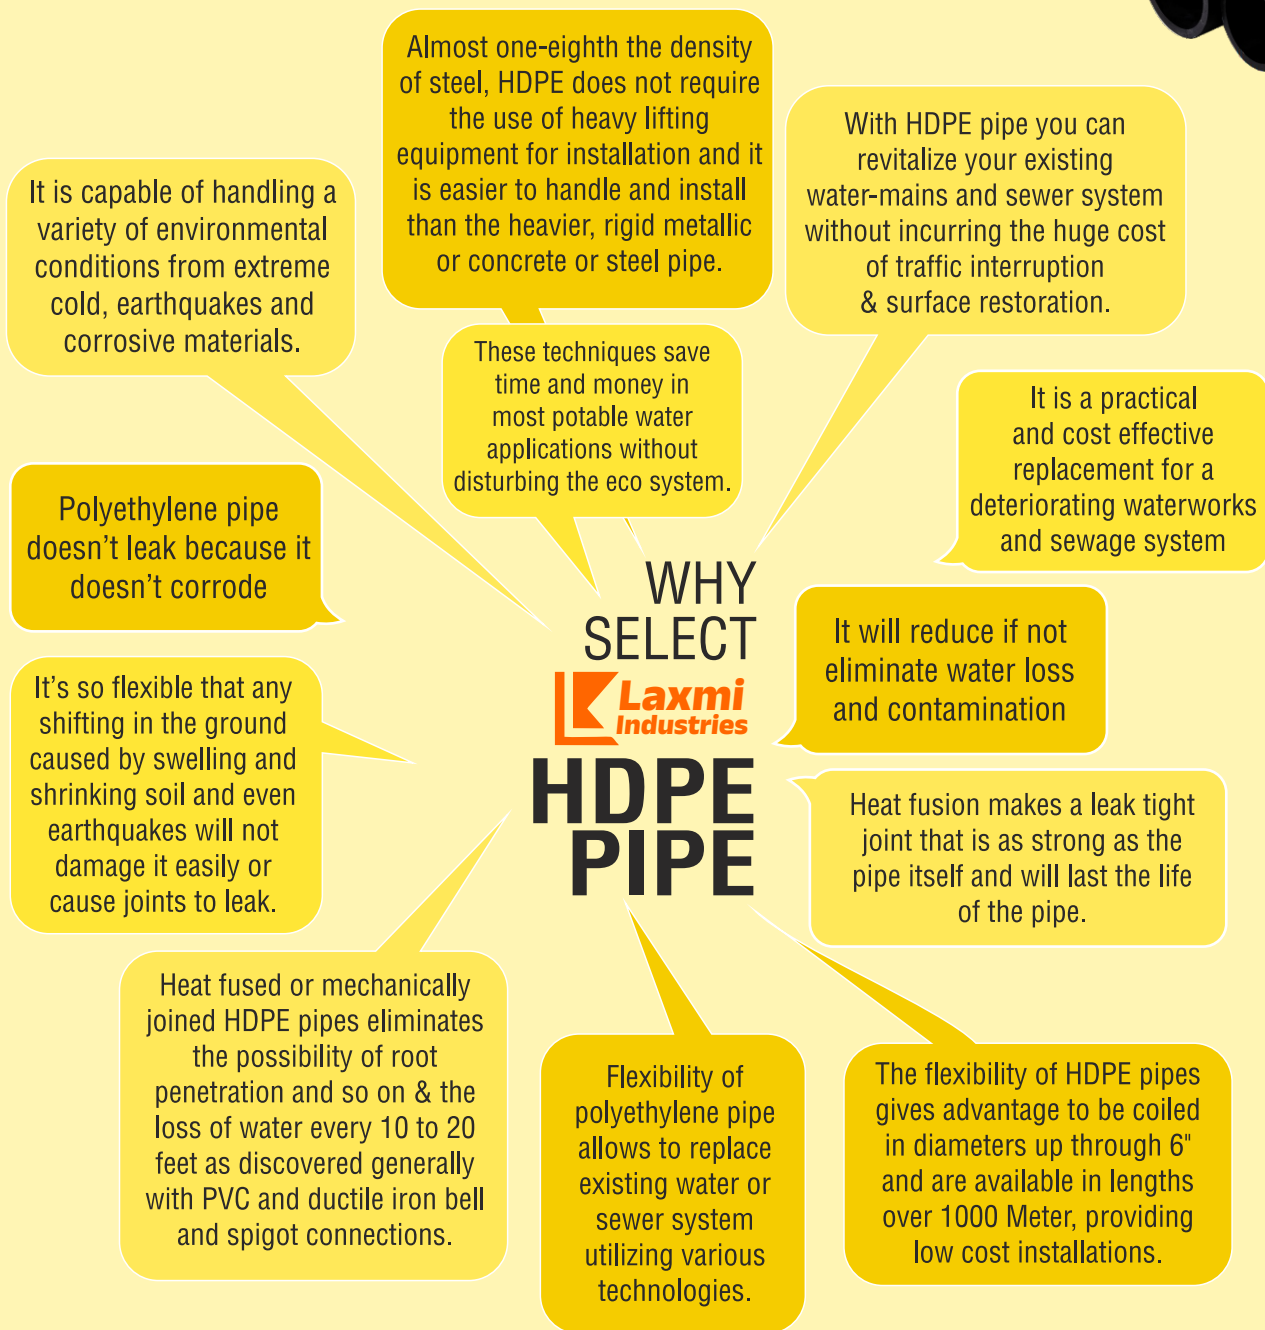 Almost one-eighth the density
of steel, HDPE does not require
the use of heavy lifting
equipment for installation and it
is easier to handle and install
than the heavier, rigid metallic
or concrete or steel pipe.
With HDPE pipe you can
revitalize your existing
water-mains and sewer system
without incurring the huge cost
of traffic interruption
& surface restoration.
It is capable of handling a
variety of environmental
conditions from extreme
cold, earthquakes and
corrosive materials.
These techniques save
time and money in
most potable water
applications without
disturbing the eco system.
It is a practical
and cost effective
replacement for a
deteriorating waterworks
and sewage system
Polyethylene pipe
doesn't leak because it
doesn't corrode
WHY
SELECT
Laxmi
Industries
HDPE
PIPE
It will reduce if not
eliminate water loss
and contamination
It's so flexible that any
shifting in the ground
caused by swelling and
shrinking soil and even
earthquakes will not
damage it easily or
cause joints to leak.
Heat fusion makes a leak tight
joint that is as strong as the
pipe itself and will last the life
of the pipe.
Heat fused or mechanically
joined HDPE pipes eliminates
the possibility of root
penetration and so on & the
loss of water every 10 to 20
feet as discovered generally
with PVC and ductile iron bell
and spigot connections.
Flexibility of
polyethylene pipe
allows to replace
existing water or
sewer system
utilizing various
technologies.
The flexibility of HDPE pipes
gives advantage to be coiled
in diameters up through 6"
and are available in lengths
over 1000 Meter, providing
low cost installations.